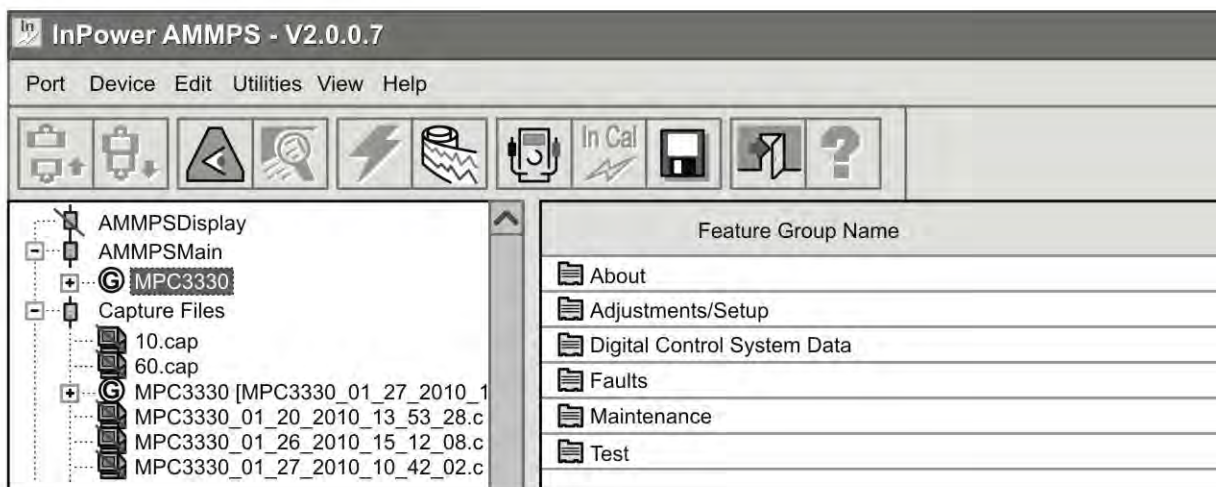 In
InPower AMMPS - V2.0.0.7
Port Device Edit Utilities View Help
In Cal
?
AMMPSDisplay
AMMPSMain
G MPC3330
Capture Files
10.cap
60.cap
G MPC3330 [MPC3330_01_27_2010_1
MPC3330_01_20_2010_13_53_28.c
MPC3330_01_26_2010_15_12_08.c
MPC3330_01_27_2010_10_42_02.c
Feature Group Name
About
Adjustments/Setup
Digital Control System Data
Faults
Maintenance
Test